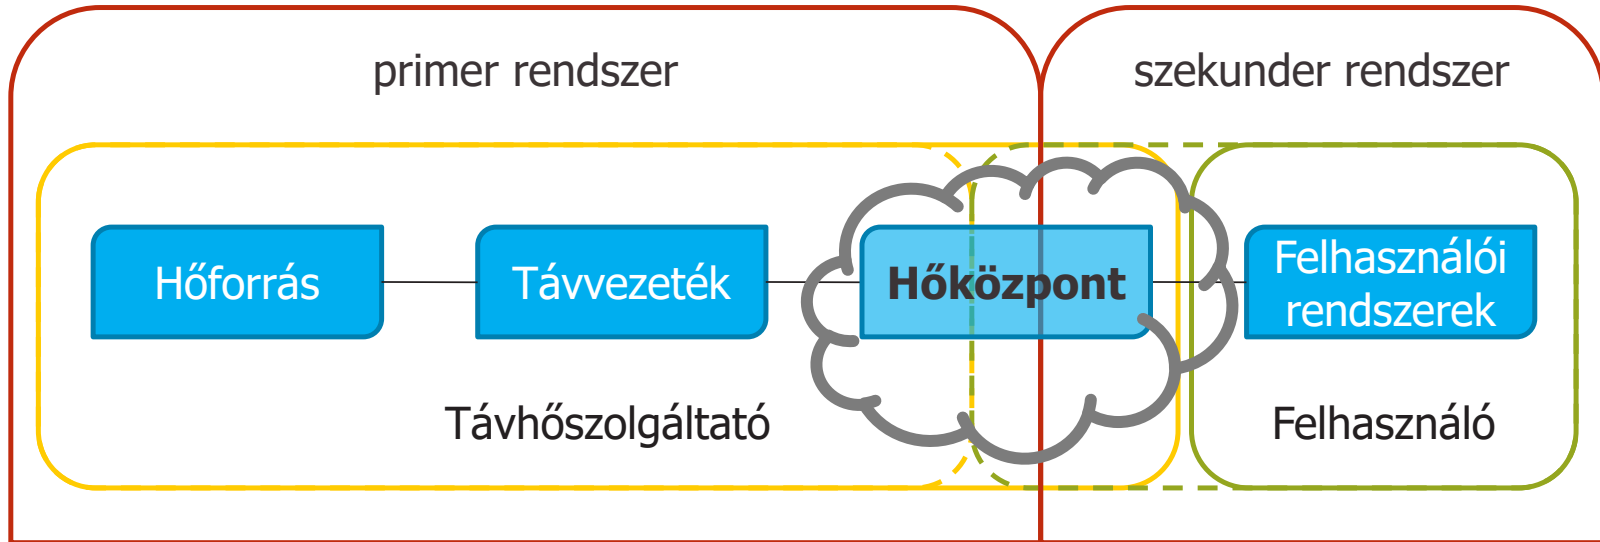 primer rendszer
szekunder rendszer
Hőforrás
Távvezeték
Hőközpont
Felhasználói
rendszerek
Távhőszolgáltató
Felhasználó